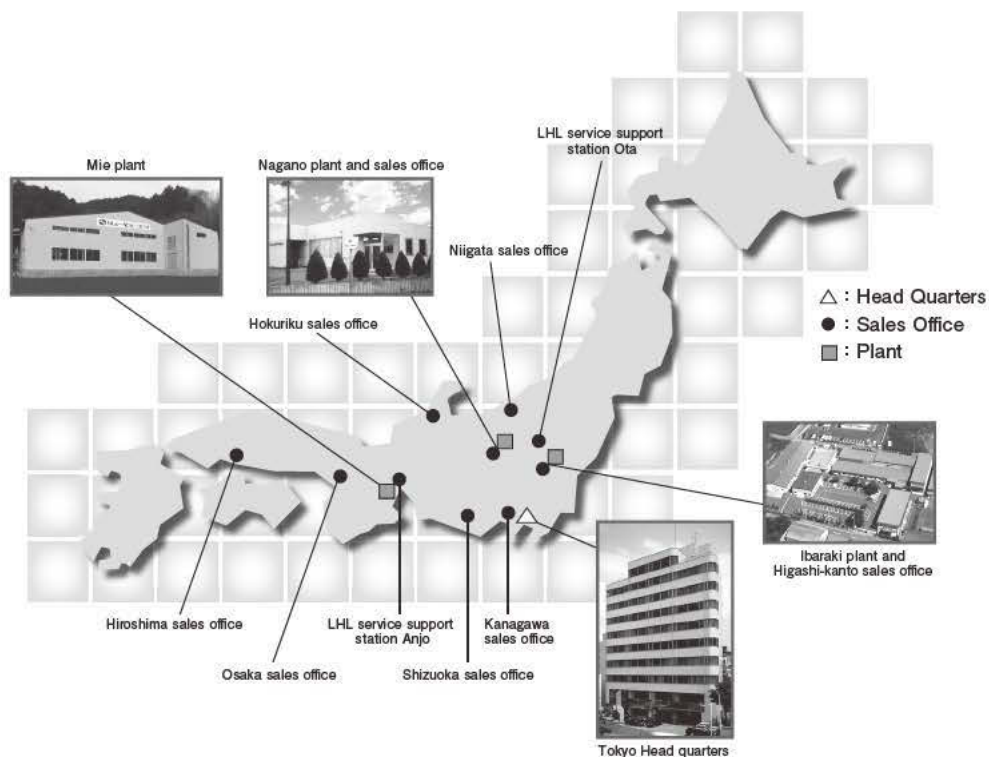 LHL service support
station Ota
Mie plant
Nagano plant and sales office
Niigata sales office
Hokuriku sales office
△ : Head Quarters
● : Sales Office
■ : Plant
Ibaraki plant and
Higashi-kanto sales office
Hiroshima sales office
LHL service support
station Anjo
Kanagawa
sales office
Osaka sales office
Shizuoka sales office
Tokyo Head quarters